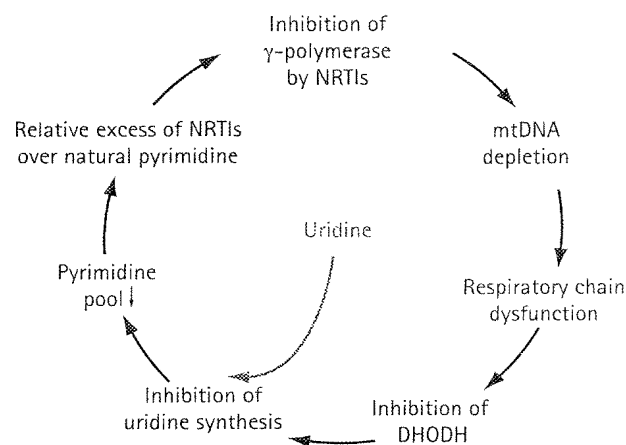 Inhibition of
γ-polymerase
by NRTIs
mtDNA
depletion
Respiratory chain
dysfunction
Inhibition of
DHODH
Inhibition of
uridine synthesis
Pyrimidine
pool↓
Relative excess of NRTIs
over natural pyrimidine
Uridine